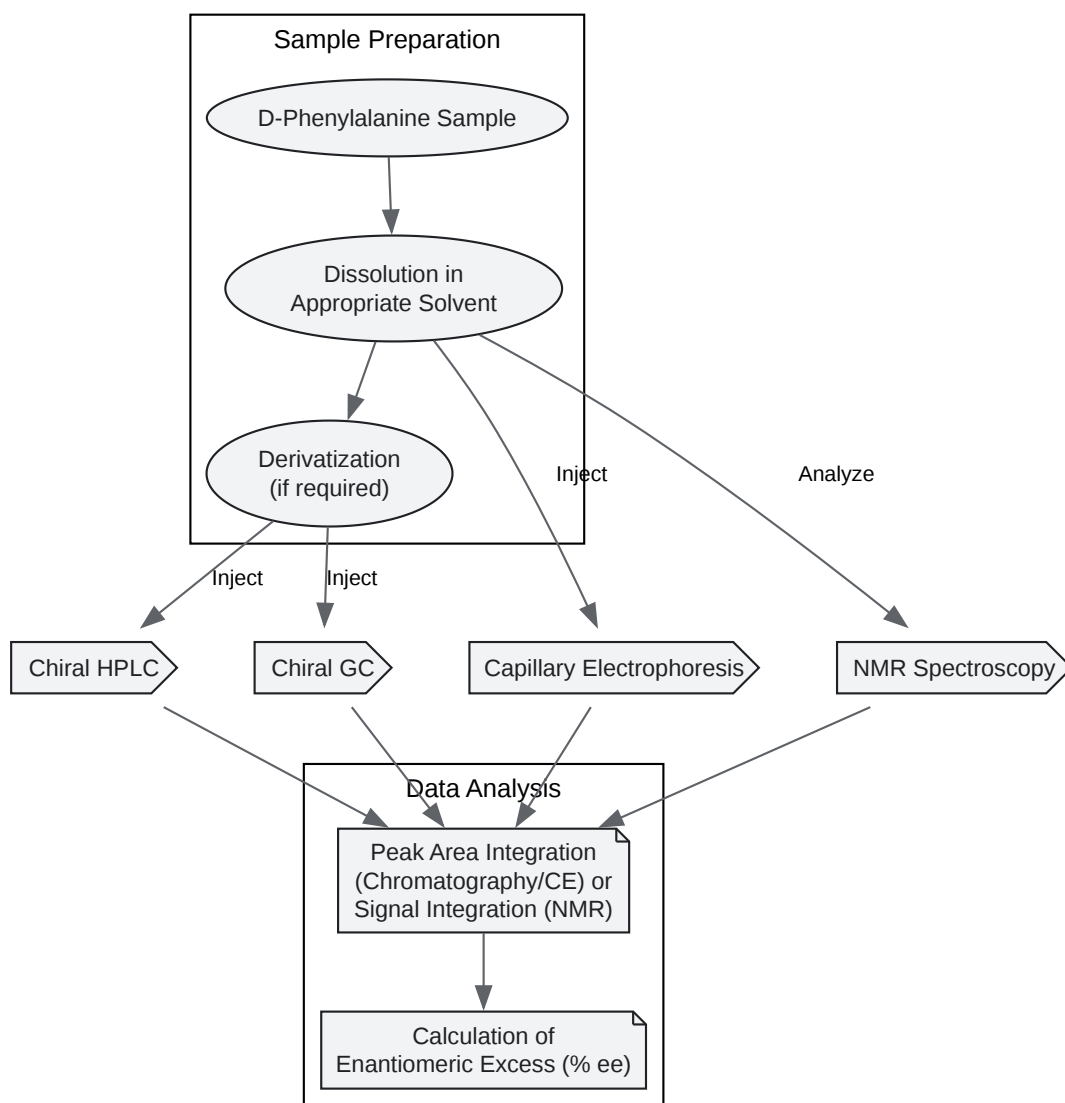 Sample Preparation
D-Phenylalanine Sample
Dissolution in
Appropriate Solvent
Derivatization
(if required)
Inject
Analyze
Inject
Inject
Chiral HPLC
Chiral GC
Capillary Electrophoresis
NMR Spectroscopy
Data Analysis
Peak Area Integration
(Chromatography/CE) or
Signal Integration (NMR)
Calculation of
Enantiomeric Excess (% ee)